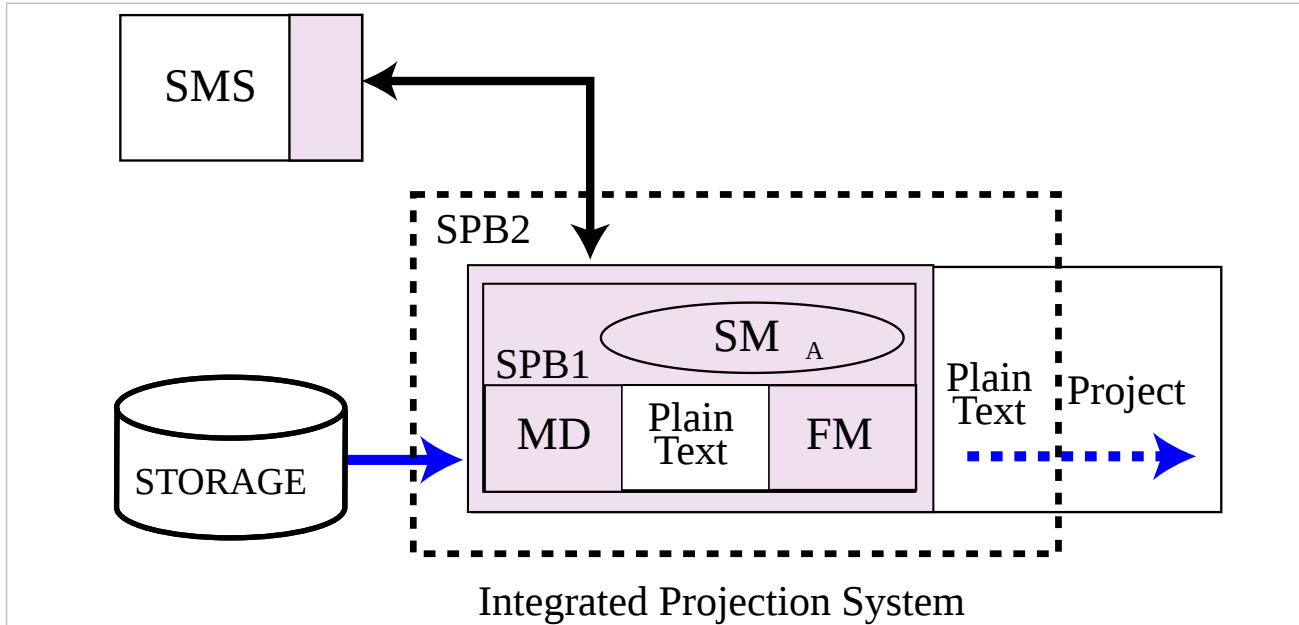 SMS
SPB2
SM A
SPB1
MD
Plain
Text
FM
Plain
Text
Project
STORAGE
Integrated Projection System